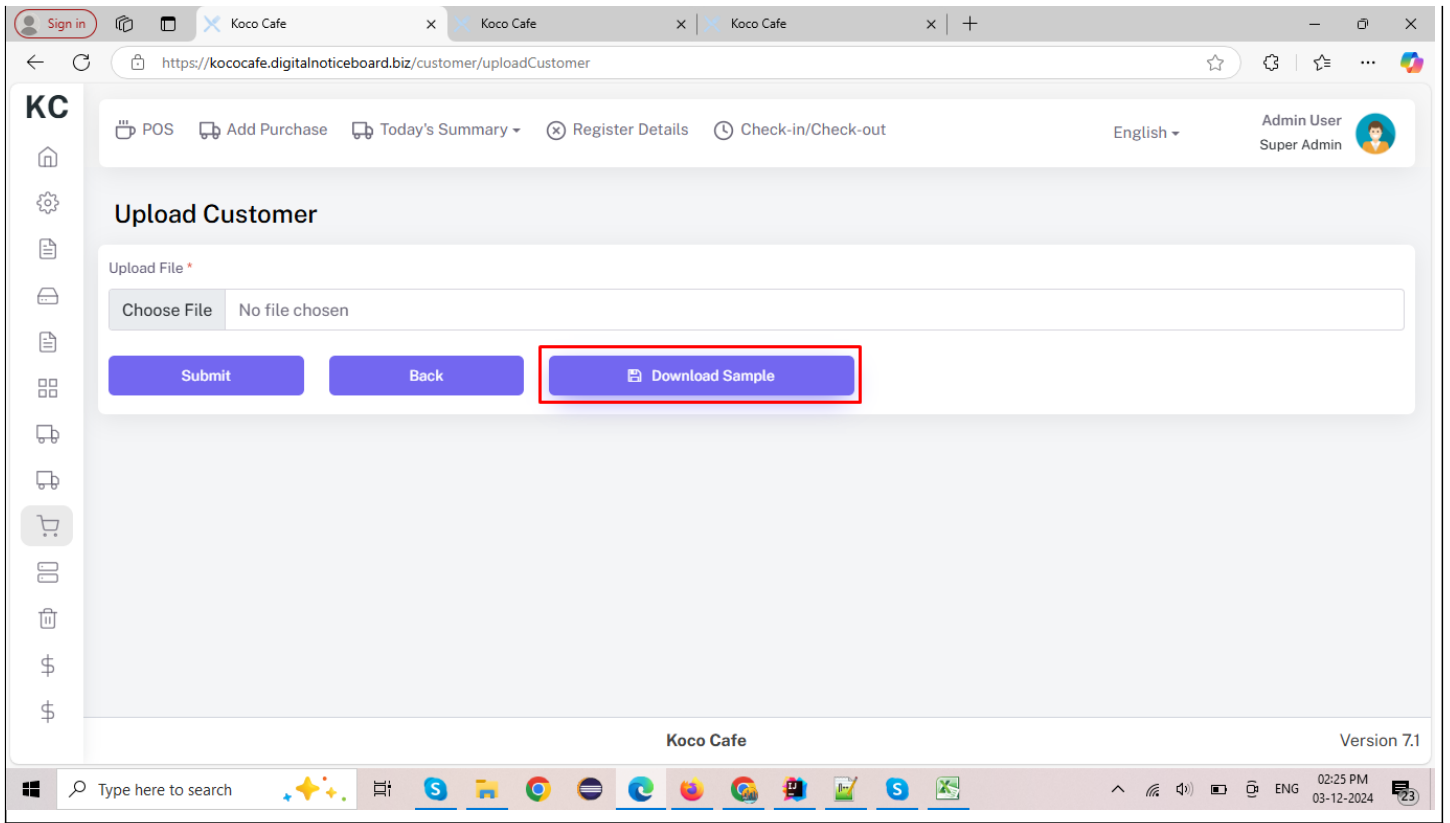 Sign in
Koco Cafe
Koco Cafe
Koco Cafe
https://kococafe.digitalnoticeboard.biz/customer/uploadCustomer
KC
POS Add Purchase Today's Summary Register Details Check-in/Check-out English Admin User
Super Admin
Upload Customer
Upload File *
Choose File No file chosen
Submit Back Download Sample
Koco Cafe Version 7.1
Type here to search
ENG
02:25 PM
03-12-2024
23